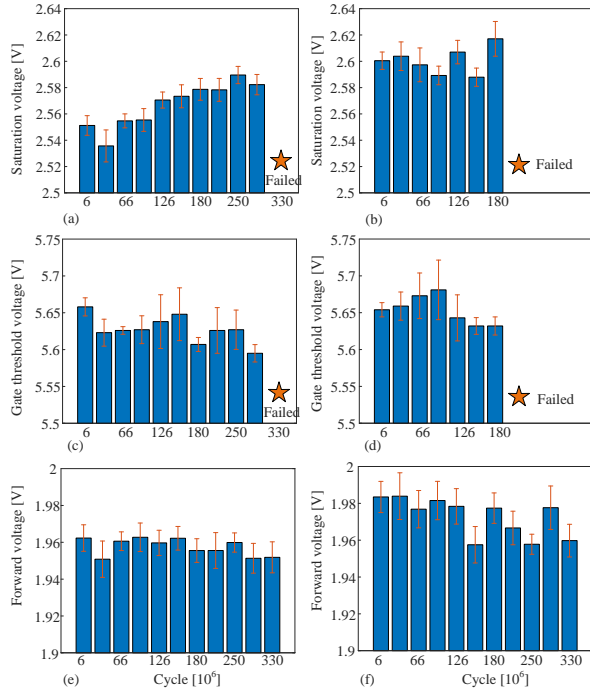 Saturation voltage [V]
2.64
2.62
2.6
2.58
2.56
2.54
2.52
2.5
Failed
6 66 126 180 250 330
(a)
Saturation voltage [V]
2.64
2.62
2.6
2.58
2.56
2.54
2.52
2.5
Failed
6 66 126 180
(b)
Gate threshold voltage [V]
5.75
5.7
5.65
5.6
5.55
5.5
Failed
6 66 126 180 250 330
(c)
Gate threshold voltage [V]
5.75
5.7
5.65
5.6
5.55
5.5
Failed
6 66 126 180
(d)
Forward voltage [V]
2
1.98
1.96
1.94
1.92
1.9
6 66 126 180 250 330
(e)
Cycle [10⁶]
Forward voltage [V]
2
1.98
1.96
1.94
1.92
1.9
6 66 126 180 250 330
(f)
Cycle [10⁶]